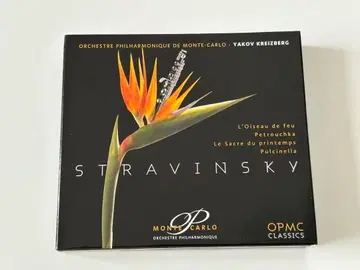 ORCHESTRE PHILHARMONIQUE DE MONTE-CARLO · YAKOV KREIZBERG
L'Oiseau de feu
Petrouchka
Le Sacre du printemps
Pulcinella
STRAVINSKY
MONTE P CARLO
ORCHESTRE PHILHARMONIQUE
OPMC
CLASSICS